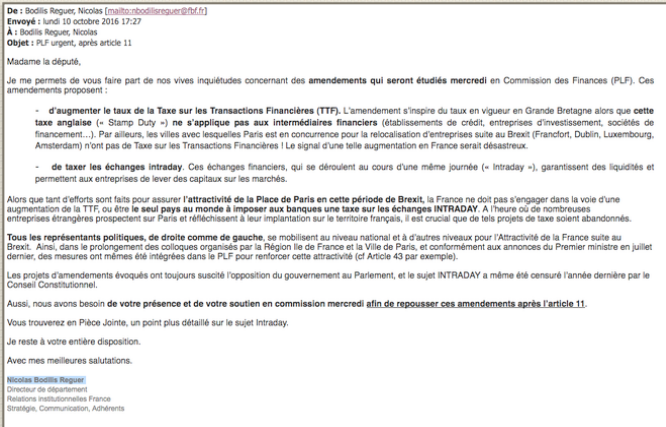 De : Bodilis Reguer, Nicolas [mailto:nbodilisreguer@fbf.fr]
Envoyé : lundi 10 octobre 2016 17:27
À : Bodilis Reguer, Nicolas
Objet : PLF urgent, après article 11
Madame la député,
Je me permets de vous faire part de nos vives inquiétudes concernant des amendements qui seront étudiés mercredi en Commission des Finances (PLF). Ces
amendements proposent :
- d'augmenter le taux de la Taxe sur les Transactions Financières (TTF). L'amendement s'inspire du taux en vigueur en Grande Bretagne alors que cette
taxe anglaise (« Stamp Duty ») ne s'applique pas aux intermédiaires financiers (établissements de crédit, entreprises d'investissement, sociétés de
financement…). Par ailleurs, les villes avec lesquelles Paris est en concurrence pour la relocalisation d'entreprises suite au Brexit (Francfort, Dublin, Luxembourg,
Amsterdam) n'ont pas de Taxe sur les Transactions Financières ! Le signal d'une telle augmentation en France serait désastreux.
- de taxer les échanges intraday. Ces échanges financiers, qui se déroulent au cours d'une même journée (« Intraday »), garantissent des liquidités et
permettent aux entreprises de lever des capitaux sur les marchés.
Alors que tant d'efforts sont faits pour assurer l'attractivité de la Place de Paris en cette période de Brexit, la France ne doit pas s'engager dans la voie d'une
augmentation de la TTF, ou être le seul pays au monde à imposer aux banques une taxe sur les échanges INTRADAY. A l'heure où de nombreuses
entreprises étrangères prospectent sur Paris et réfléchissent à leur implantation sur le territoire français, il est crucial que de tels projets de taxe soient abandonnés.
Tous les représentants politiques, de droite comme de gauche, se mobilisent au niveau national et à d'autres niveaux pour l'Attractivité de la France suite au
Brexit. Ainsi, dans le prolongement des colloques organisés par la Région Ile de France et la Ville de Paris, et conformément aux annonces du Premier ministre en juillet
dernier, des mesures ont mêmes été intégrées dans le PLF pour renforcer cette attractivité (cf Article 43 par exemple).
Les projets d'amendements évoqués ont toujours suscité l'opposition du gouvernement au Parlement, et le sujet INTRADAY a même été censuré l'année dernière par le
Conseil Constitutionnel.
Aussi, nous avons besoin de votre présence et de votre soutien en commission mercredi afin de repousser ces amendements après l'article 11.
Vous trouverez en Pièce Jointe, un point plus détaillé sur le sujet Intraday.
Je reste à votre entière disposition.
Avec mes meilleures salutations.
Nicolas Bodilis Reguer
Directeur de département
Relations institutionnelles France
Stratégie, Communication, Adhérents